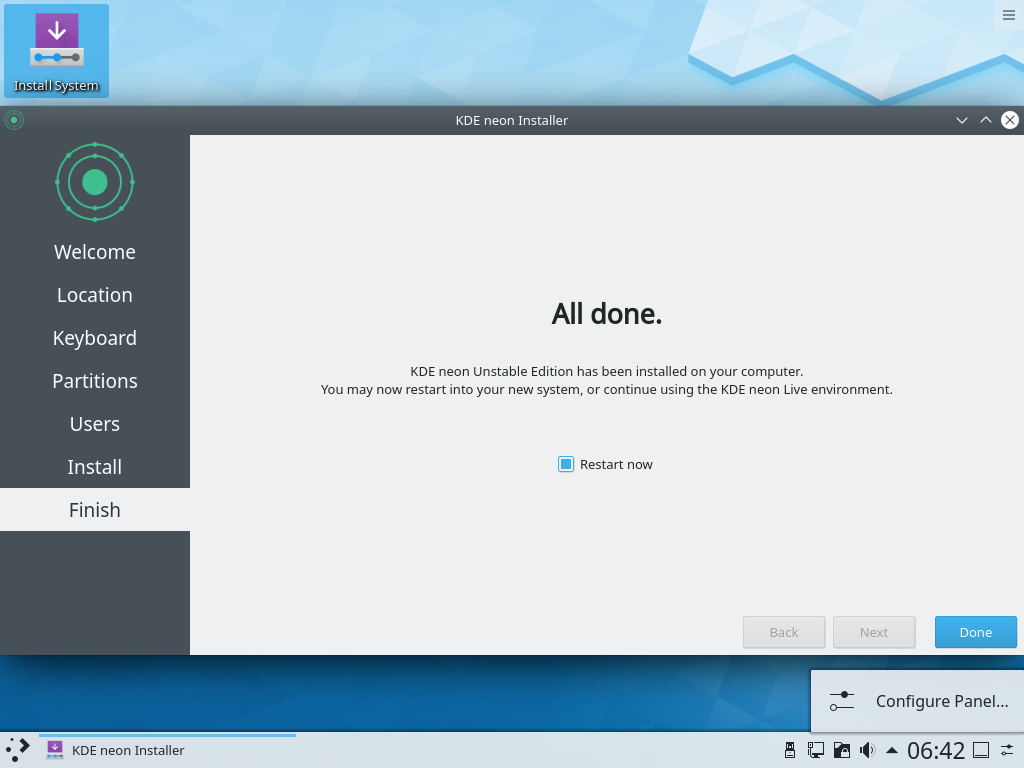 Install System
KDE neon Installer
Welcome
Location
Keyboard
Partitions
Users
Install
Finish
All done.
KDE neon Unstable Edition has been installed on your computer.
You may now restart into your new system, or continue using the KDE neon Live environment.
Restart now
Back
Next
Done
Configure Panel...
KDE neon Installer
06:42